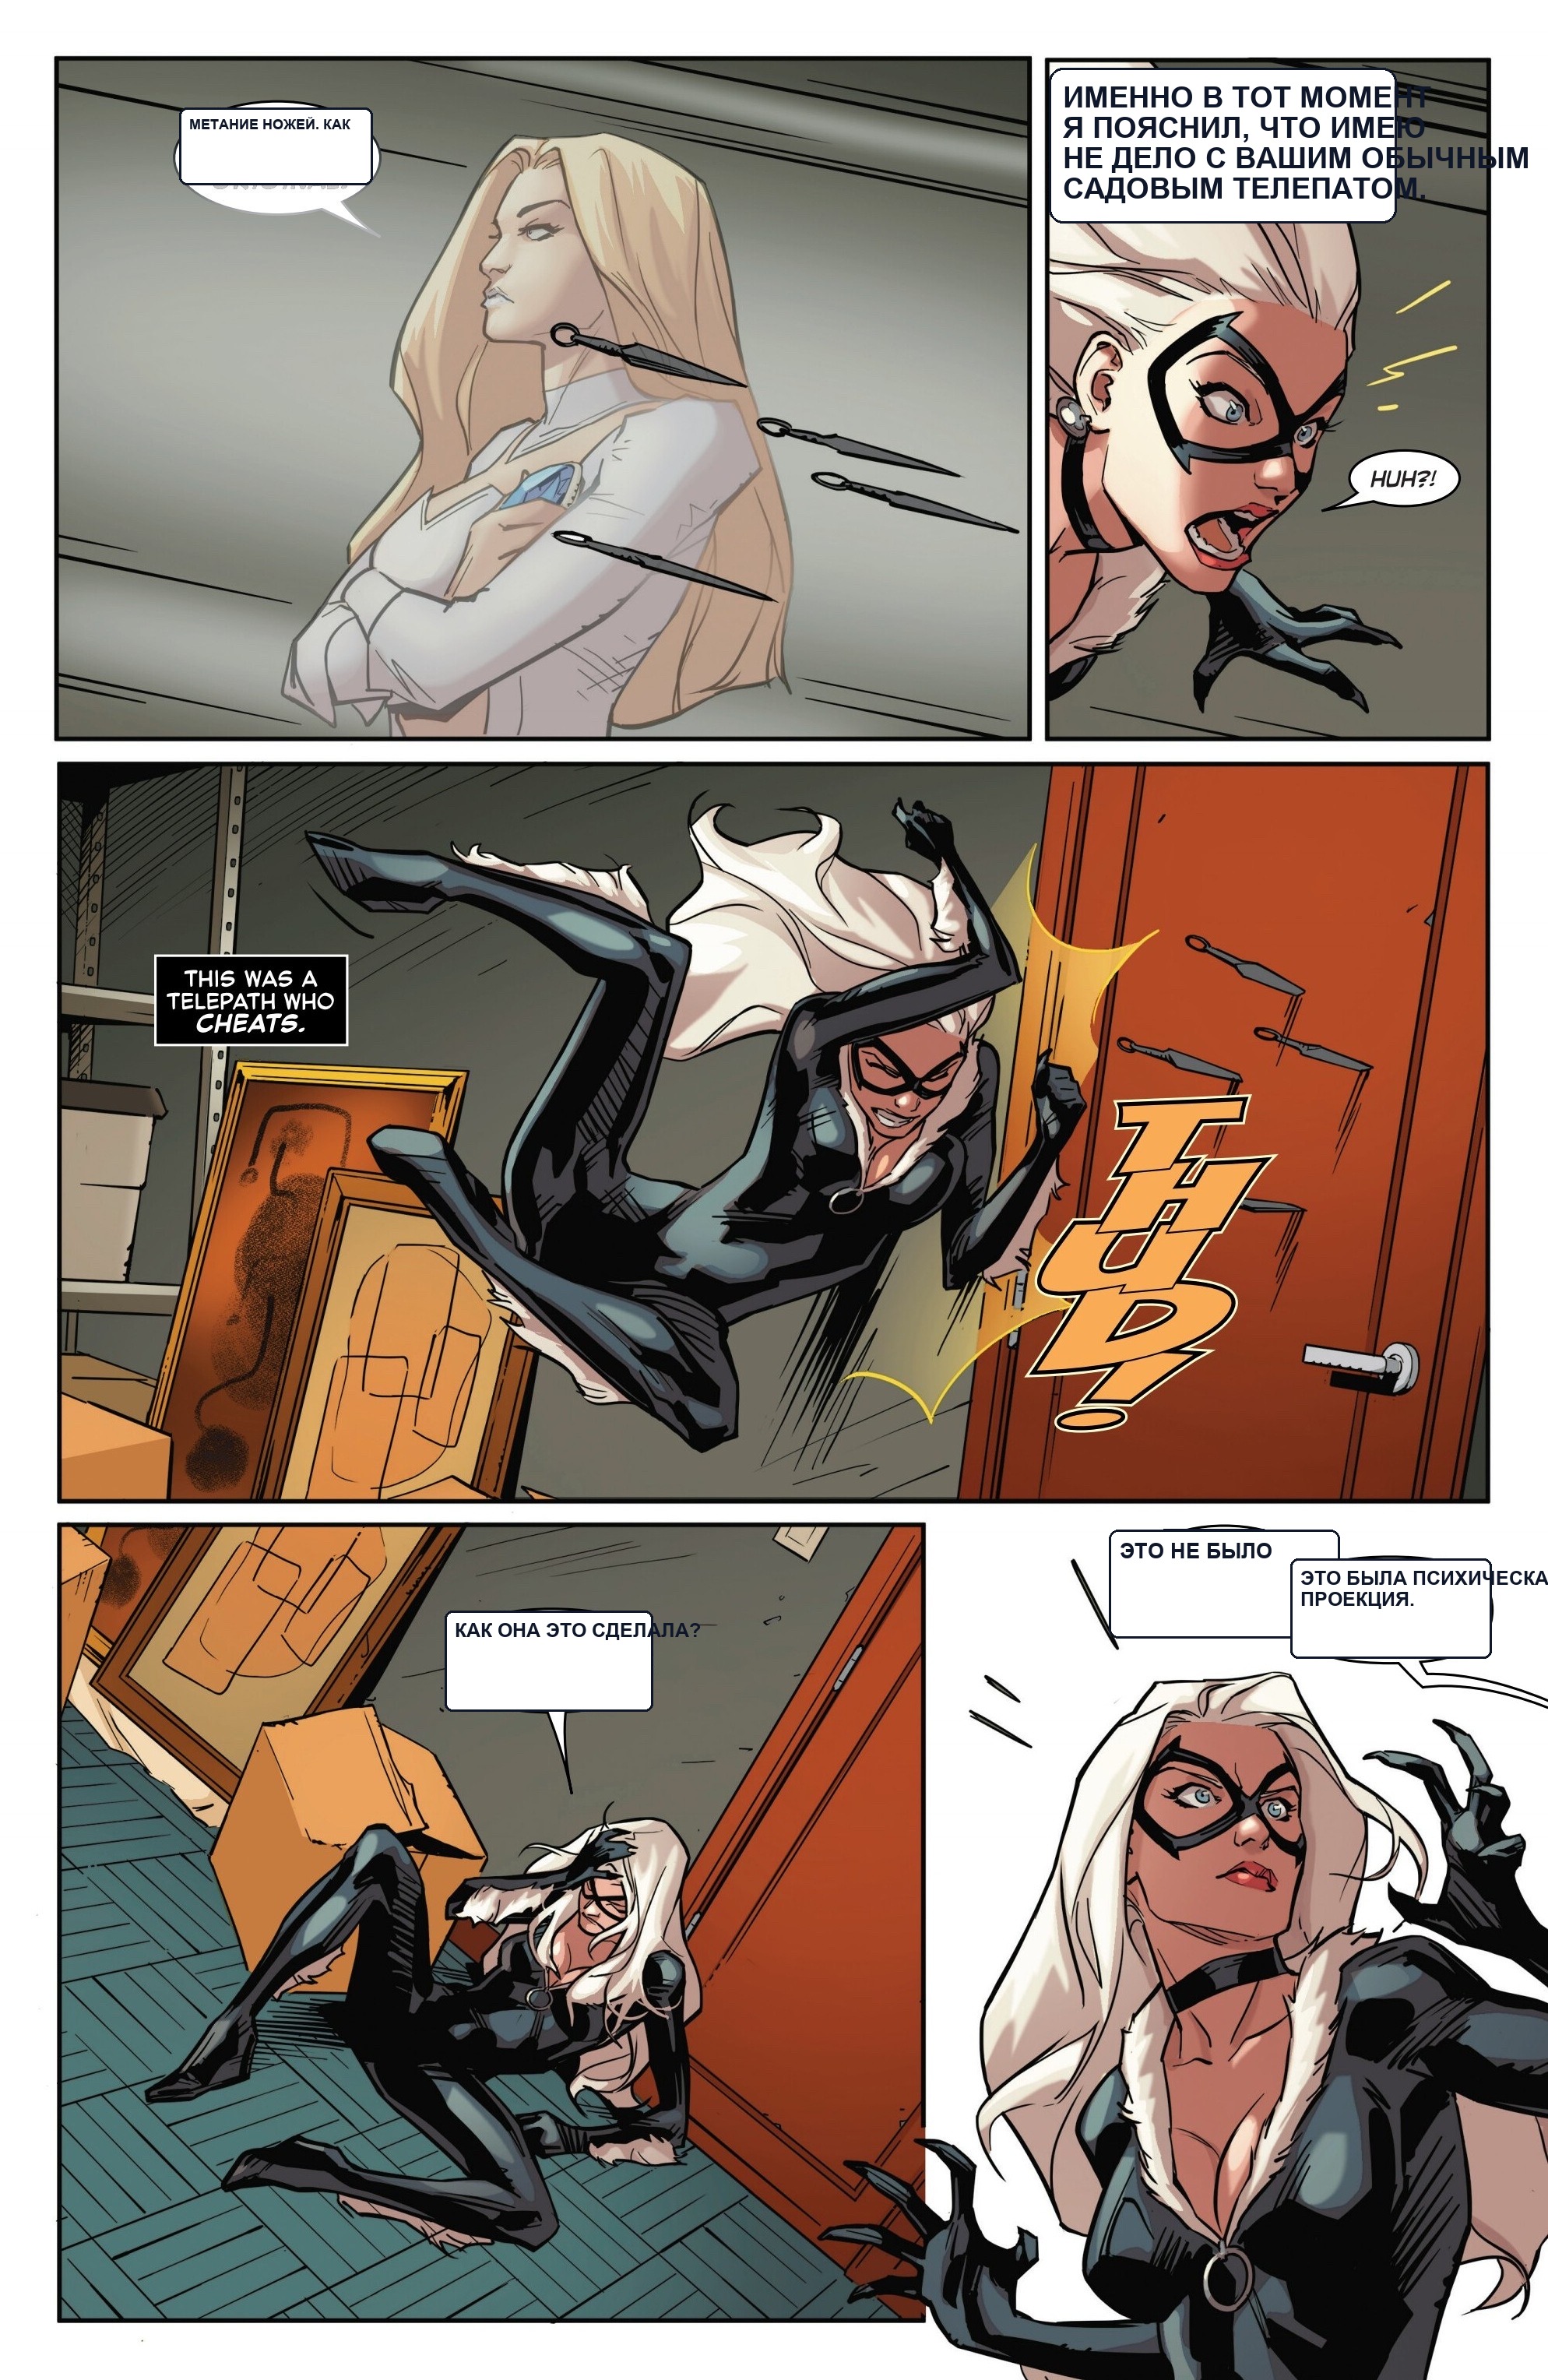 МЕТАНИЕ НОЖЕЙ. КАК
ИМЕННО В ТОТ МОМЕНТ
Я ПОЯСНИЛ, ЧТО ИМЕЮ
НЕ ДЕЛО С ВАШИМ ОБЫЧНЫМ
САДОВЫМ ТЕЛЕПАТОМ.
HUH?!
THIS WAS A
TELEPATH WHO
CHEATS.
THUD!
КАК ОНА ЭТО СДЕЛАЛА?
ЭТО НЕ БЫЛО
ЭТО БЫЛА ПСИХИЧЕСКА
ПРОЕКЦИЯ.